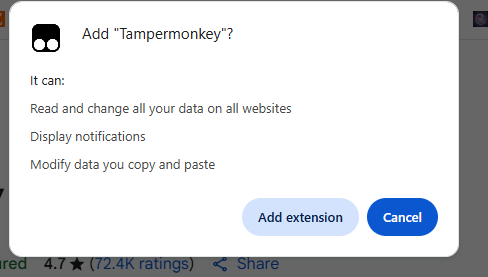 Add "Tampermonkey"?
It can:
Read and change all your data on all websites
Display notifications
Modify data you copy and paste
Add extension Cancel
4.7 ★ (72.4K ratings) Share